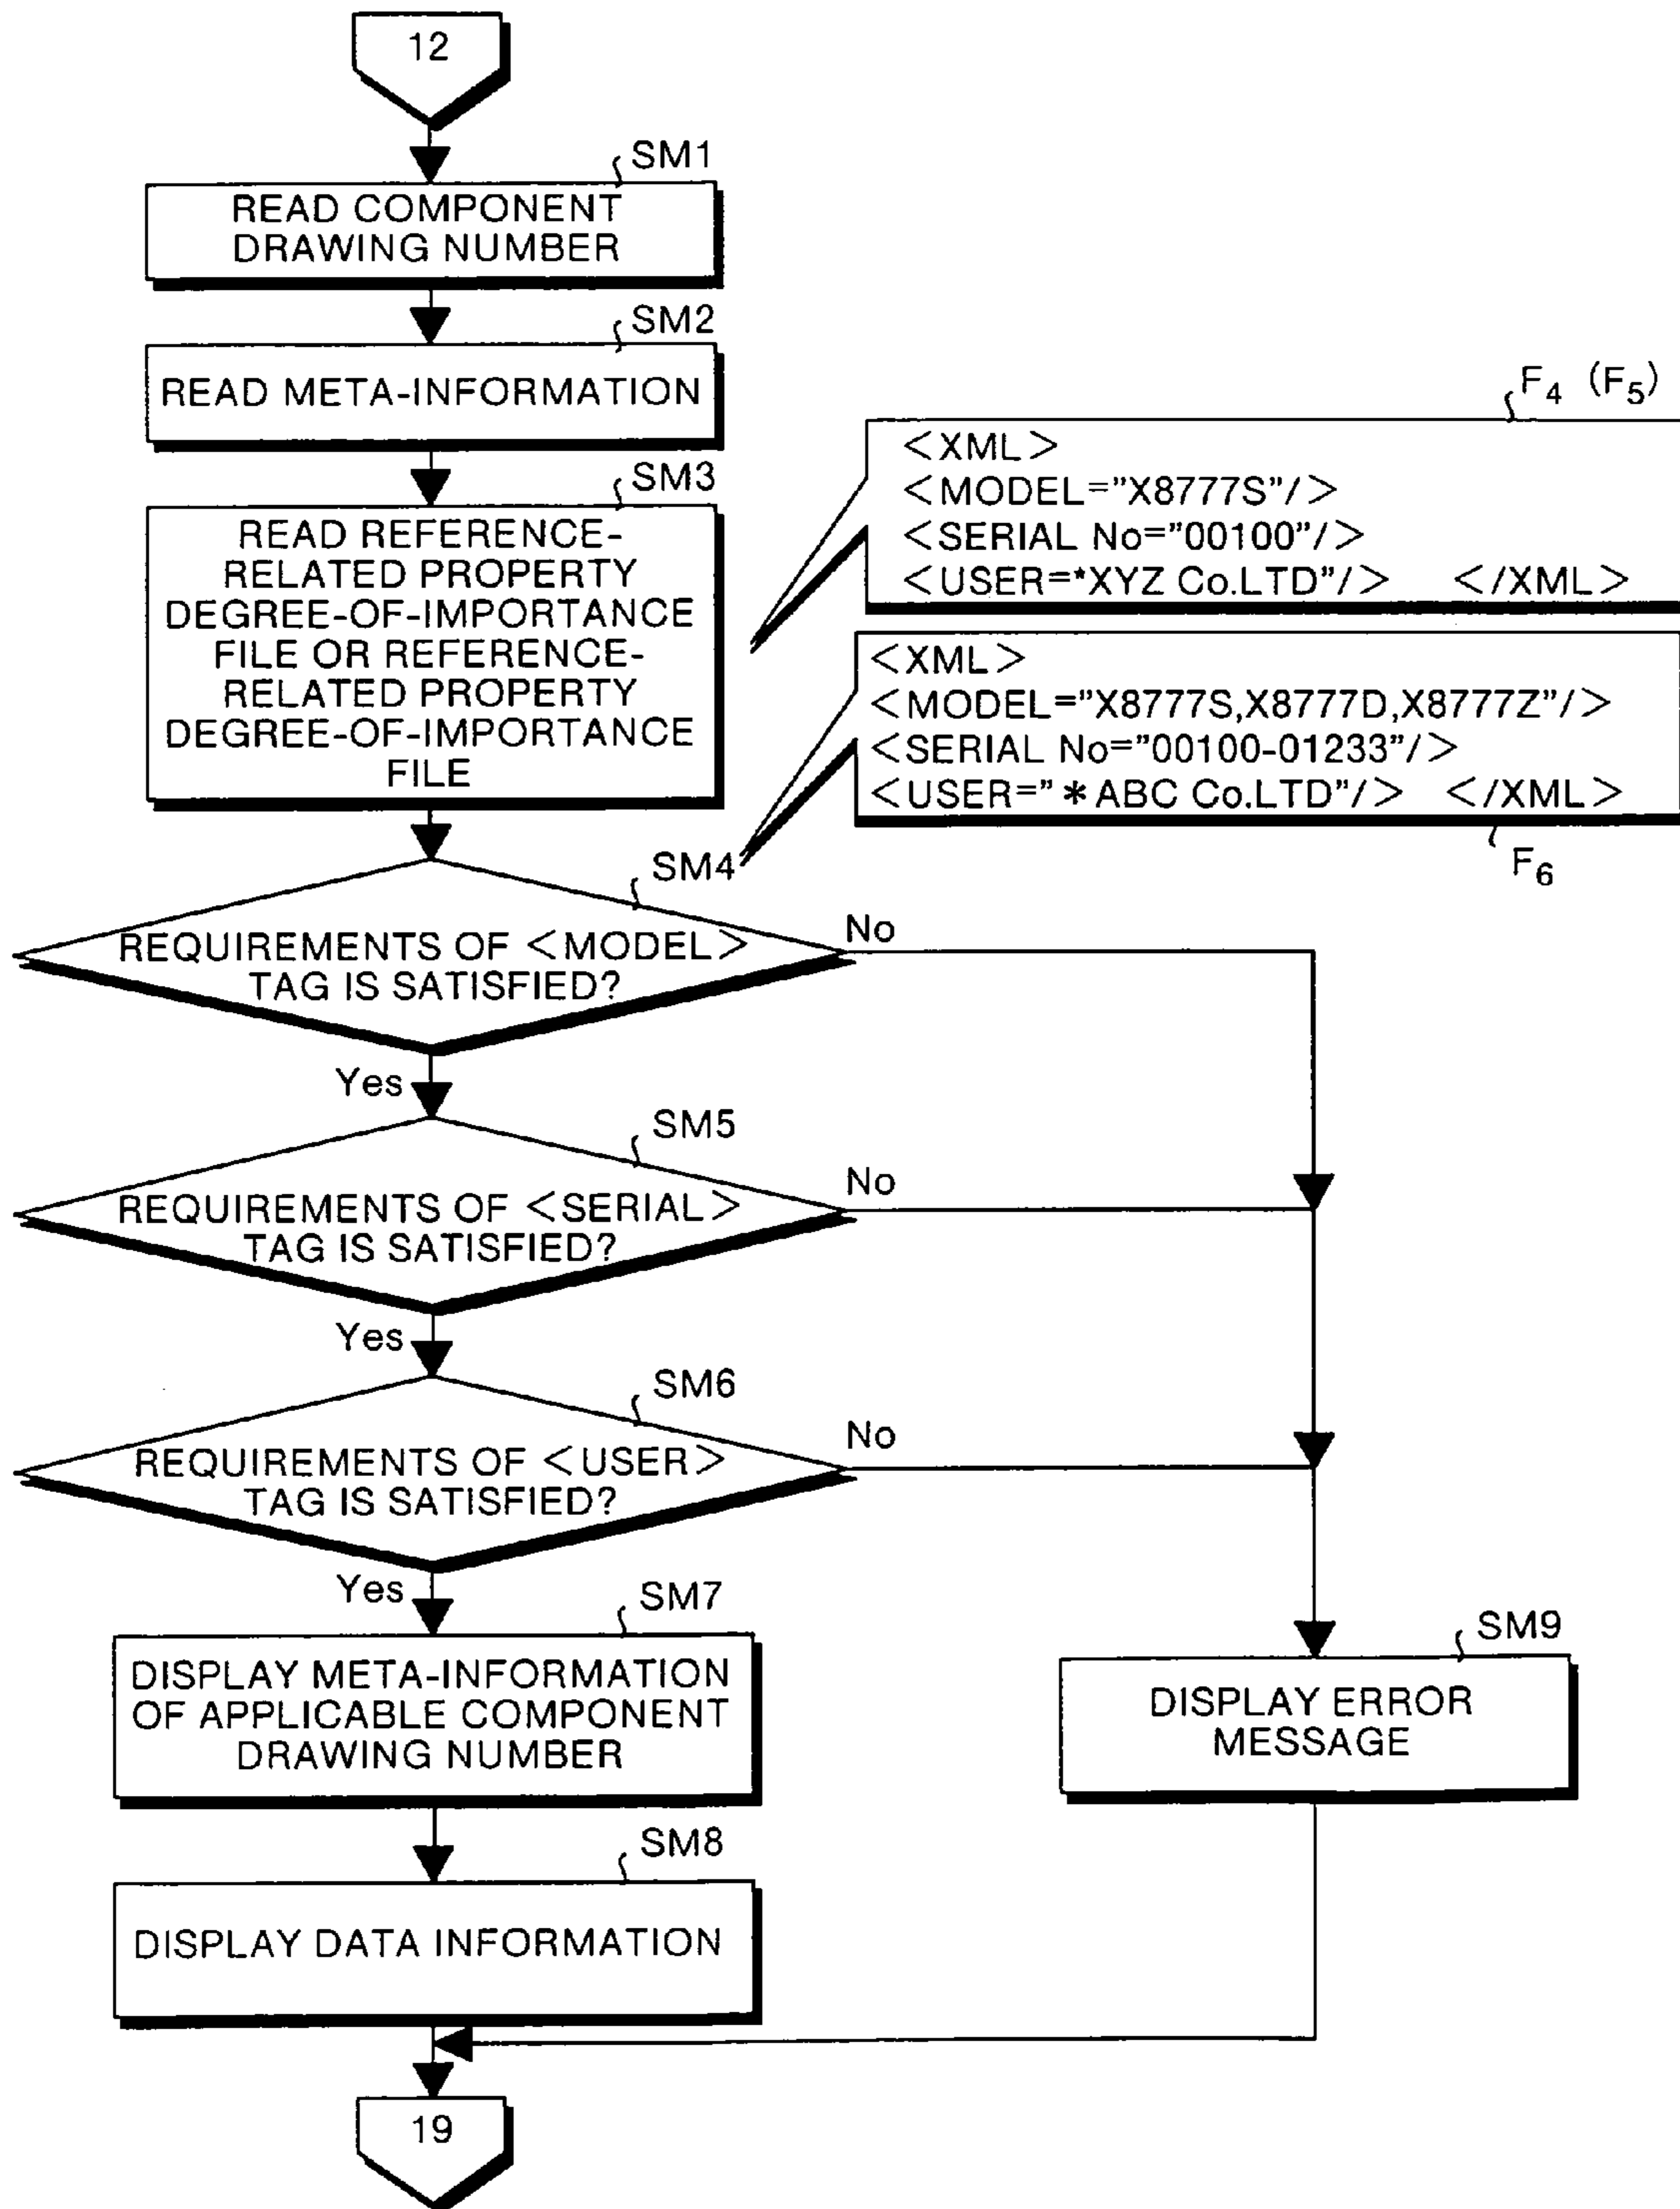 12
SM1
READ COMPONENT
DRAWING NUMBER
SM2
READ META-INFORMATION
SM3
READ REFERENCE-
RELATED PROPERTY
DEGREE-OF-IMPORTANCE
FILE OR REFERENCE-
RELATED PROPERTY
DEGREE-OF-IMPORTANCE
FILE
F4 (F5)
<XML>
<MODEL="X8777S"/>
<SERIAL No="00100"/>
<USER=*XYZ Co.LTD"/> </XML>
<XML>
<MODEL="X8777S,X8777D,X8777Z"/>
<SERIAL No="00100-01233"/>
<USER="*ABC Co.LTD"/> </XML>
F6
SM4
REQUIREMENTS OF <MODEL>
TAG IS SATISFIED?
No
Yes
SM5
REQUIREMENTS OF <SERIAL>
TAG IS SATISFIED?
No
Yes
SM6
REQUIREMENTS OF <USER>
TAG IS SATISFIED?
No
Yes
SM7
DISPLAY META-INFORMATION
OF APPLICABLE COMPONENT
DRAWING NUMBER
SM9
DISPLAY ERROR
MESSAGE
SM8
DISPLAY DATA INFORMATION
19